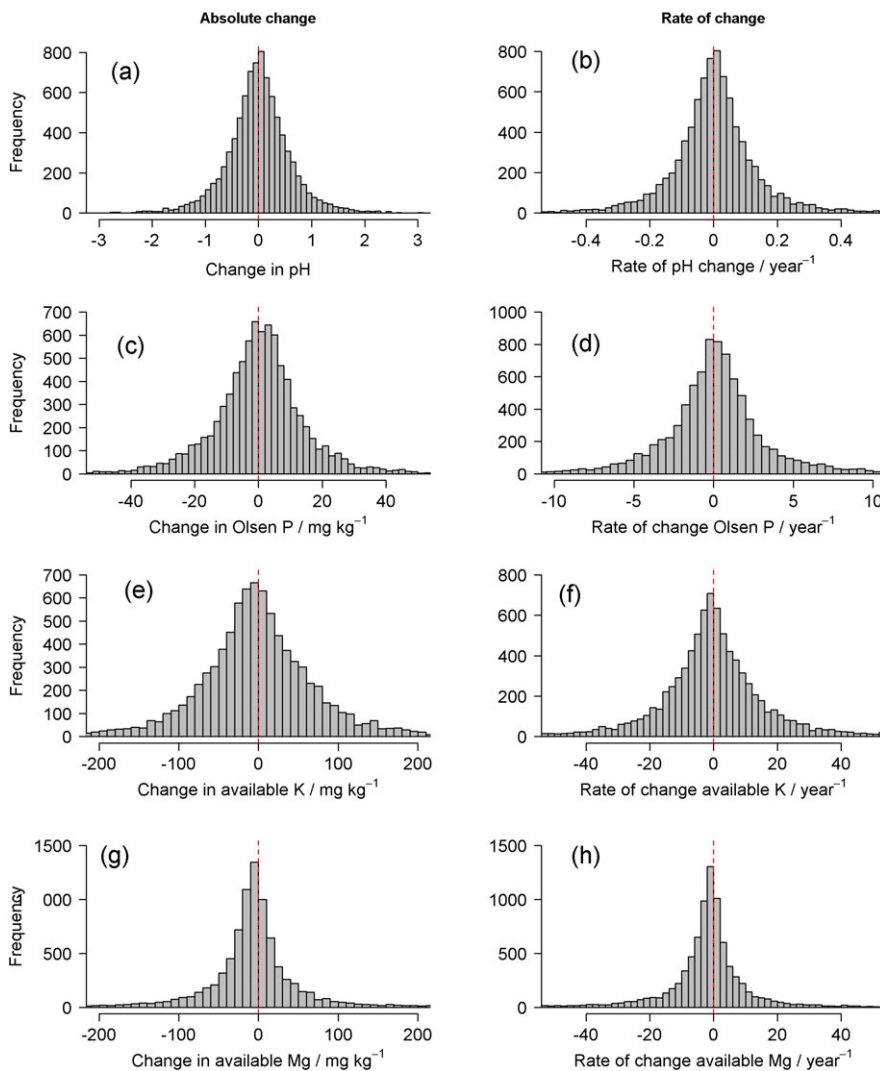 Absolute change
Rate of change
(a)
Frequency
800
600
400
200
0
-3 -2 -1 0 1 2 3
Change in pH
(b)
800
600
400
200
0
-0.4 -0.2 0 0.2 0.4
Rate of pH change / year⁻¹
(c)
Frequency
700
600
500
400
300
200
100
0
-40 -20 0 20 40
Change in Olsen P / mg kg⁻¹
(d)
1000
800
600
400
200
0
-10 -5 0 5 10
Rate of change Olsen P / year⁻¹
(e)
Frequency
700
600
500
400
300
200
100
0
-200 -100 0 100 200
Change in available K / mg kg⁻¹
(f)
800
600
400
200
0
-40 -20 0 20 40
Rate of change available K / year⁻¹
(g)
Frequency
1500
000
500
0
-200 -100 0 100 200
Change in available Mg / mg kg⁻¹
(h)
1500
1000
500
0
-40 -20 0 20 40
Rate of change available Mg / year⁻¹